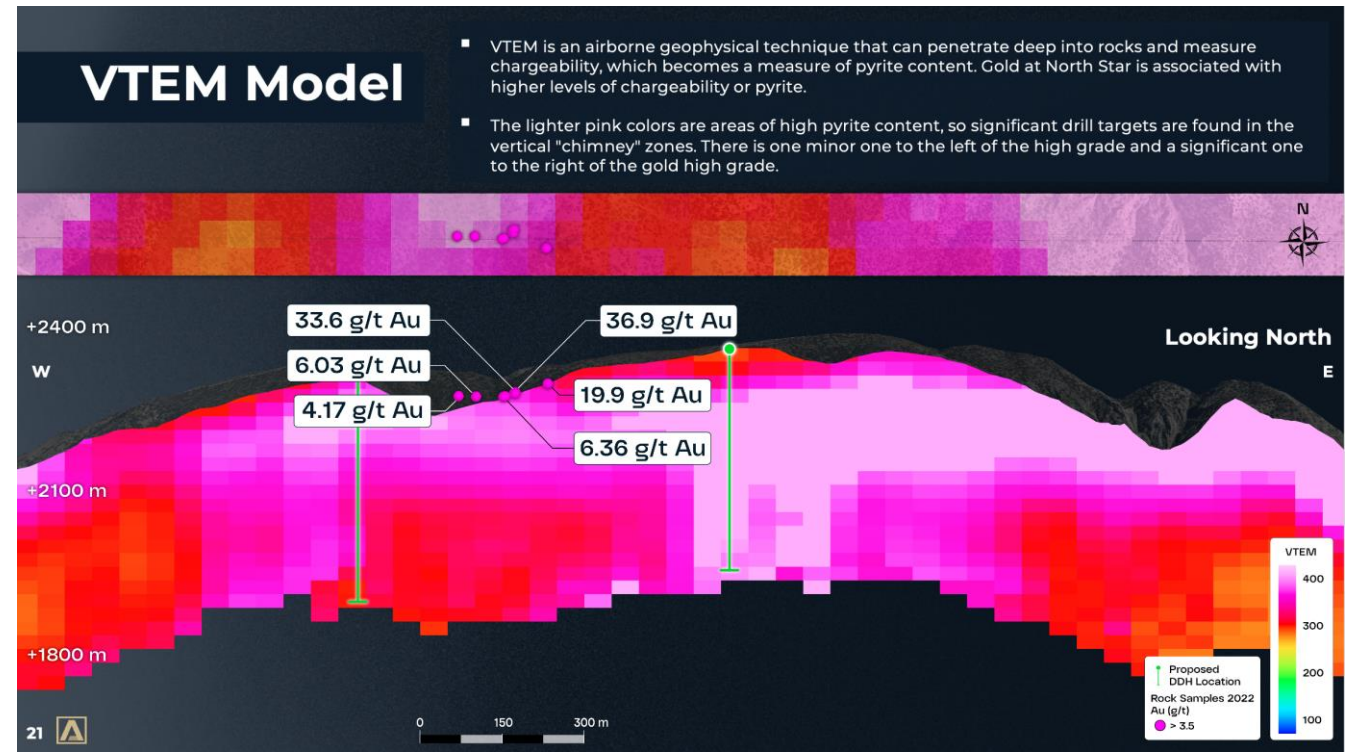 VTEM Model
▪ VTEM is an airborne geophysical technique that can penetrate deep into rocks and measure
chargeability, which becomes a measure of pyrite content. Gold at North Star is associated with
higher levels of chargeability or pyrite.
▪ The lighter pink colors are areas of high pyrite content, so significant drill targets are found in the
vertical "chimney" zones. There is one minor one to the left of the high grade and a significant one
to the right of the gold high grade.
N
+2400 m
33.6 g/t Au
36.9 g/t Au
Looking North
W
E
6.03 g/t Au
4.17 g/t Au
19.9 g/t Au
6.36 g/t Au
+2100 m
+1800 m
VTEM
400
300
200
100
Proposed
DDH Location
Rock Samples 2022
Au (g/t)
> 3.5
0 150 300 m
21